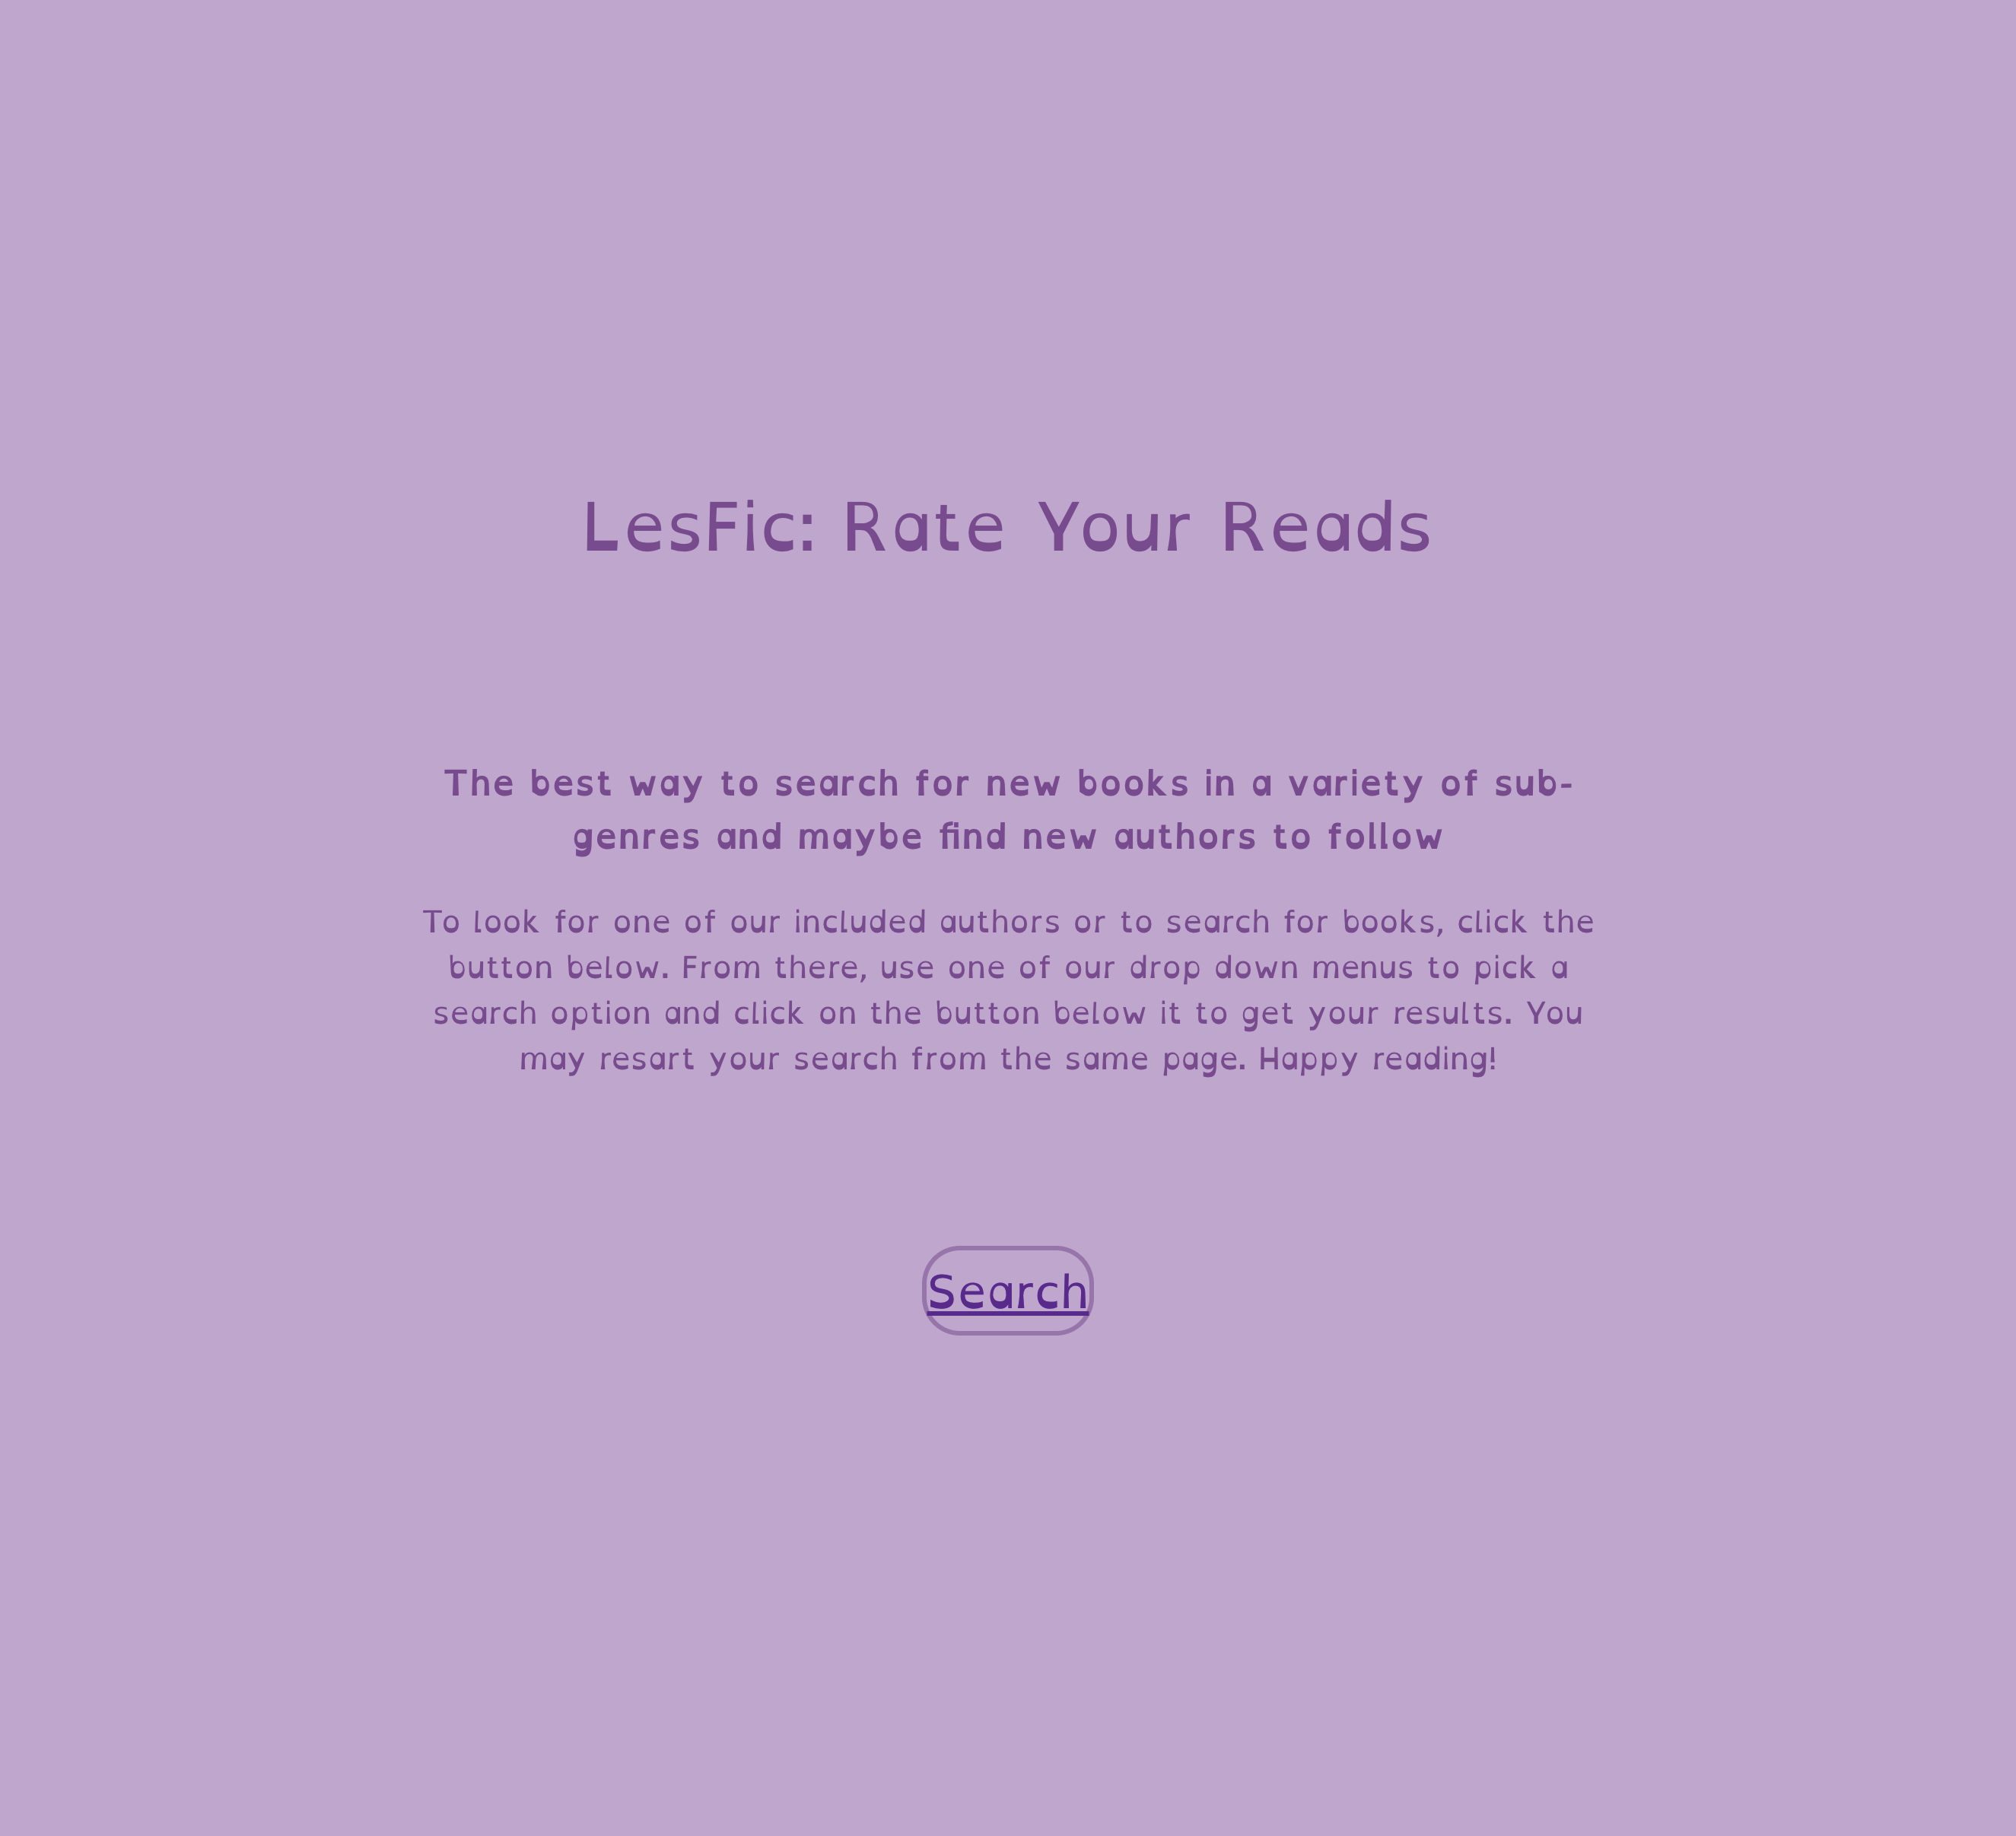 LesFic: Rate Your Reads
The best way to search for new books in a variety of sub-
genres and maybe find new authors to follow
To look for one of our included authors or to search for books, click the
button below. From there, use one of our drop down menus to pick a
search option and click on the button below it to get your results. You
may resart your search from the same page. Happy reading!
Search